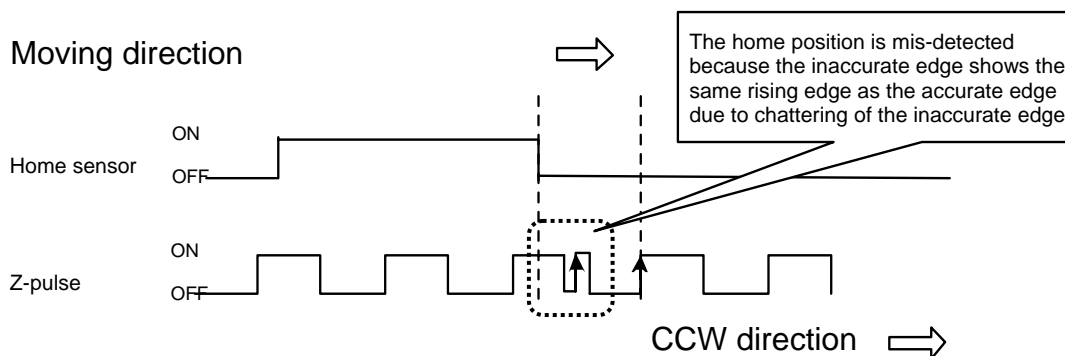 Moving direction
The home position is mis-detected
because the inaccurate edge shows the
same rising edge as the accurate edge
due to chattering of the inaccurate edge
ON
Home sensor
OFF
ON
Z-pulse
OFF
CCW direction